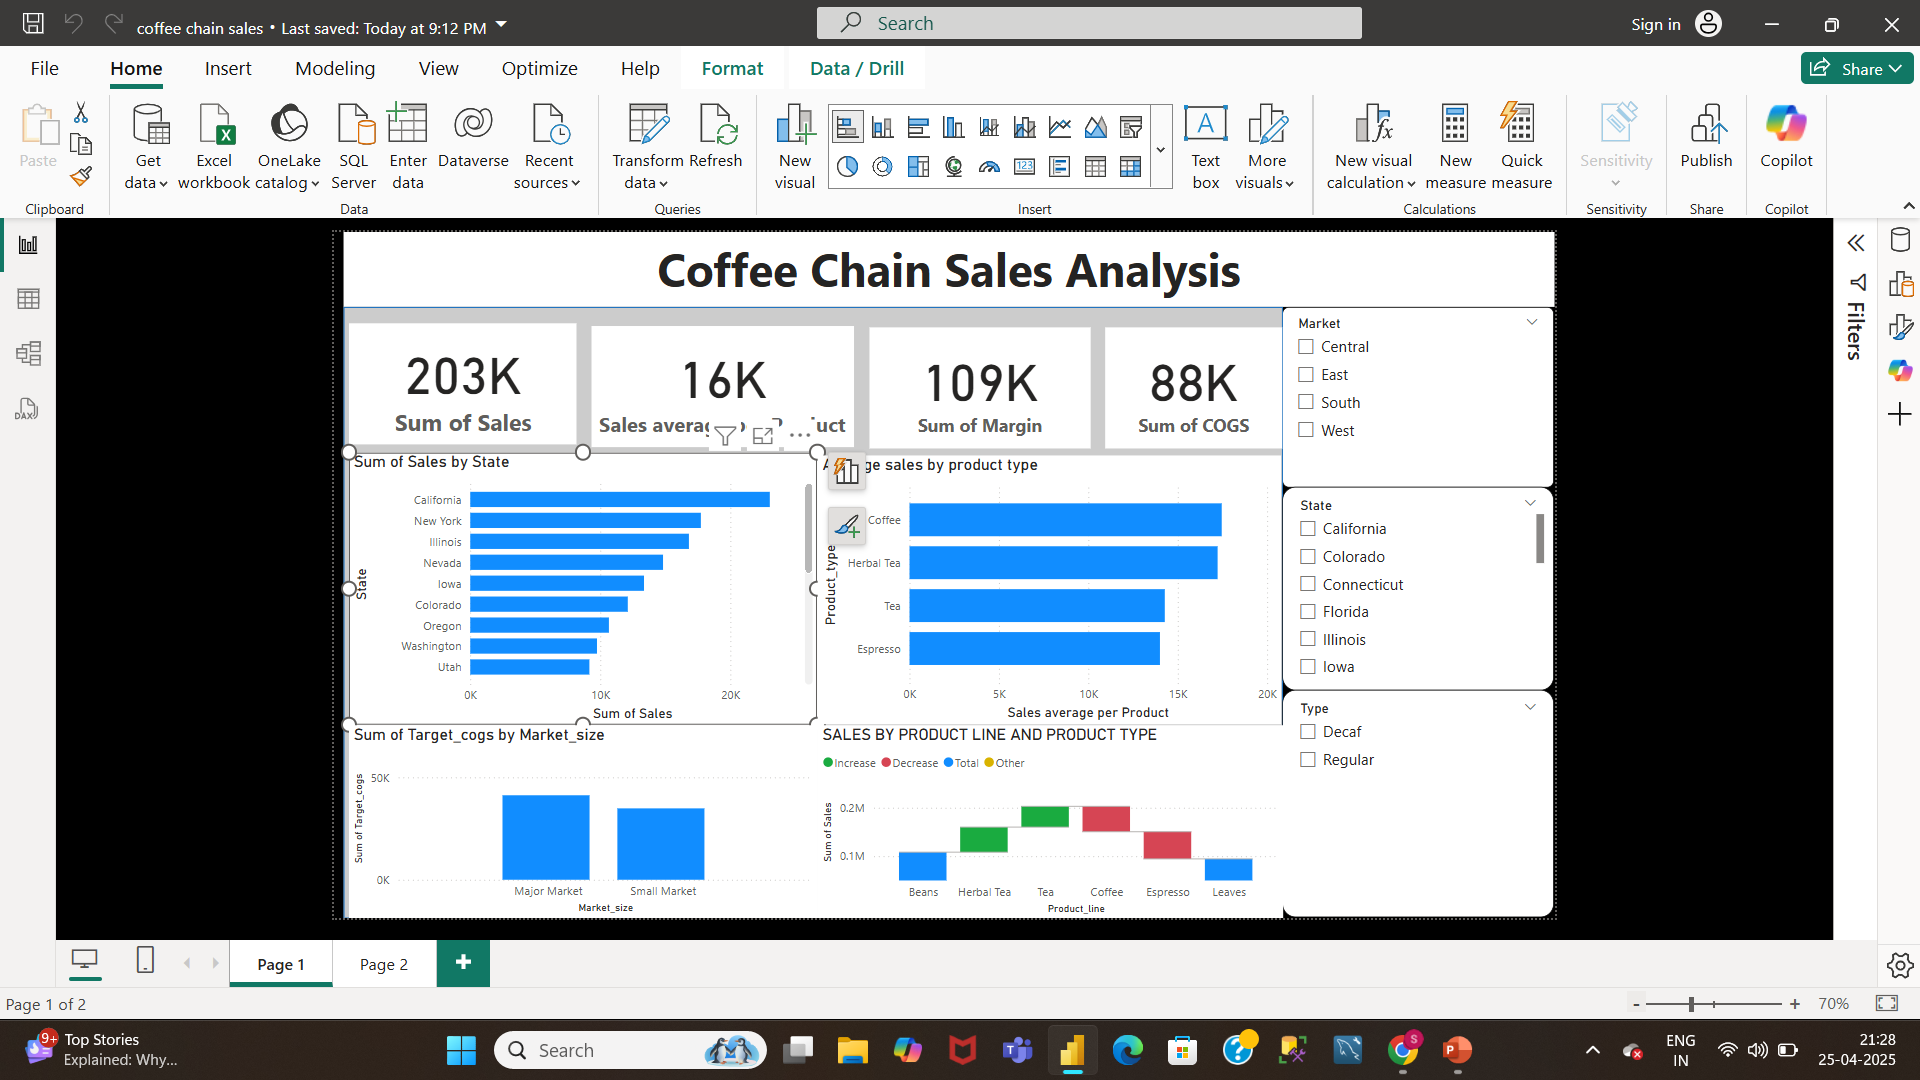 coffee chain sales • Last saved: Today at 9:12 PM
Search
Sign in
File
Home
Insert
Modeling
View
Optimize
Help
Format
Data / Drill
Share
Paste
Get data
Excel workbook
OneLake catalog
SQL Server
Enter data
Dataverse
Recent sources
Transform data
Refresh
New visual
Text box
More visuals
New visual calculation
New measure
Quick measure
Sensitivity
Publish
Copilot
Clipboard
Data
Queries
Insert
Calculations
Sensitivity
Share
Copilot
Coffee Chain Sales Analysis
203K
Sum of Sales
16K
Sales
109K
Sum of Margin
88K
Sum of COGS
Market
Central
East
South
West
Sum of Sales by State
State
California
New York
Illinois
Nevada
Iowa
Colorado
Oregon
Washington
Utah
0K
10K
20K
Sum of Sales
sales by product type
Product_type
Coffee
Herbal Tea
Tea
Espresso
0K
5K
10K
15K
20K
Sales average per Product
State
California
Colorado
Connecticut
Florida
Illinois
Iowa
Sum of Target_cogs by Market_size
Sum of Target_cogs
50K
0K
Major Market
Small Market
Market_size
SALES BY PRODUCT LINE AND PRODUCT TYPE
Increase
Decrease
Total
Other
Sum of Sales
0.2M
0.1M
Beans
Herbal Tea
Tea
Coffee
Espresso
Leaves
Product_line
Type
Decaf
Regular
Filters
DAX
Page 1
Page 2
Page 1 of 2
- + 70%
9+
Top Stories
Explained: Why...
Search
ENG
IN
21:28
25-04-2025